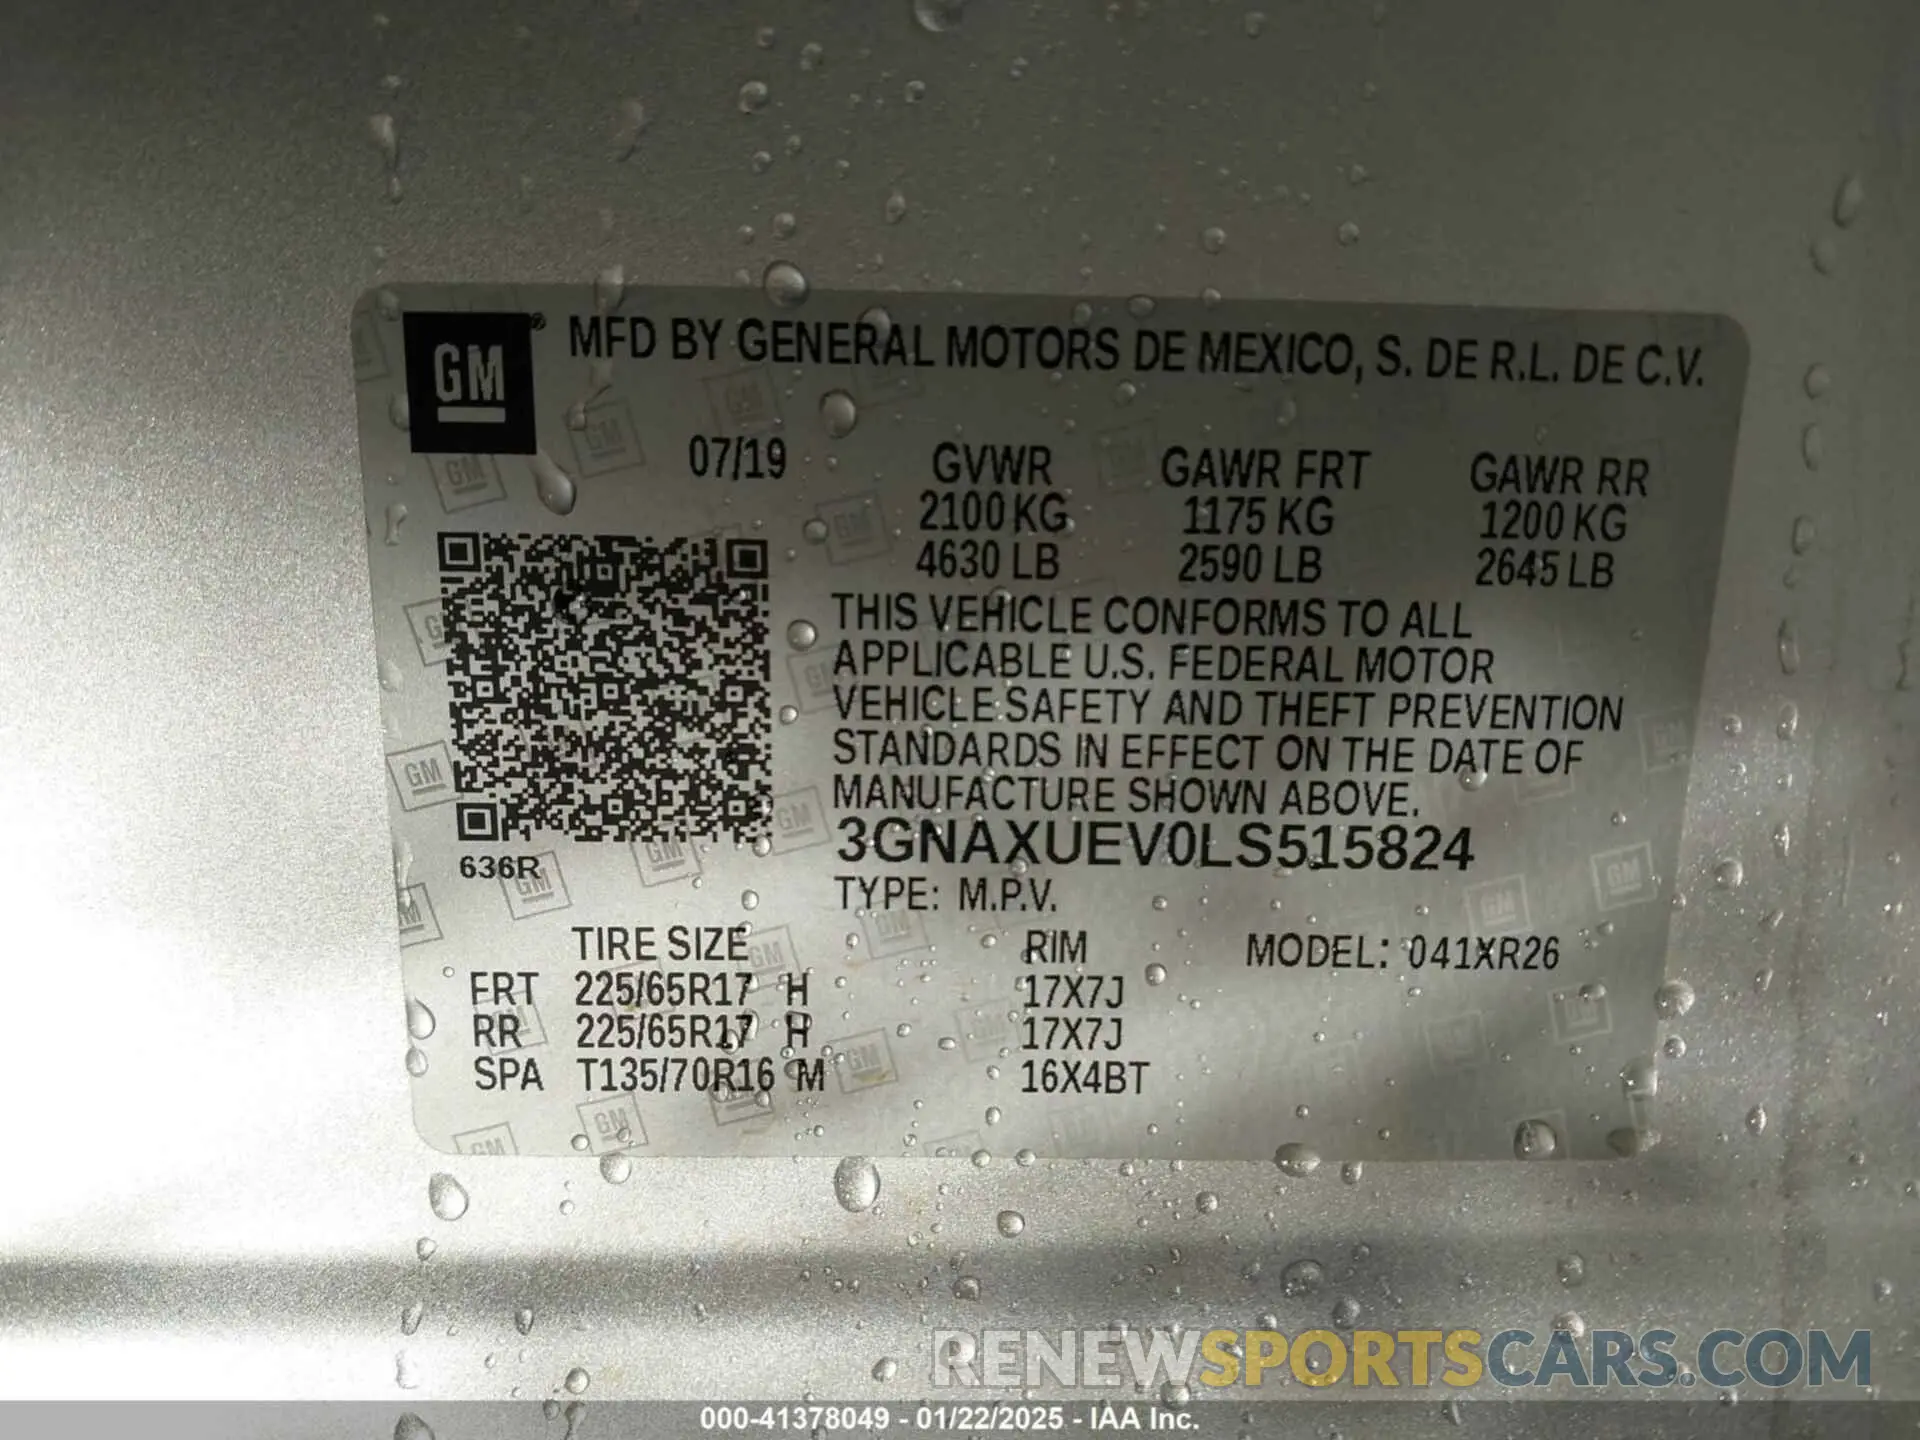 GM® MFD BY GENERAL MOTORS DE MEXICO, S. DE R.L. DE C.V.
07/19 GVWR GAWR FRT GAWR RR
2100 KG 1175 KG 1200 KG
4630 LB 2590 LB 2645 LB
THIS VEHICLE CONFORMS TO ALL
APPLICABLE U.S. FEDERAL MOTOR
VEHICLE SAFETY AND THEFT PREVENTION
STANDARDS IN EFFECT ON THE DATE OF
MANUFACTURE SHOWN ABOVE.
3GNAXUEV0LS515824
636R
TYPE: M.P.V.
TIRE SIZE RIM MODEL: 041XR26
FRT 225/65R17 H 17X7J
RR 225/65R17 H 17X7J
SPA T135/70R16 M 16X4BT
RENEWSPORTSCARS.COM
000-41378049 - 01/22/2025 - IAA Inc.